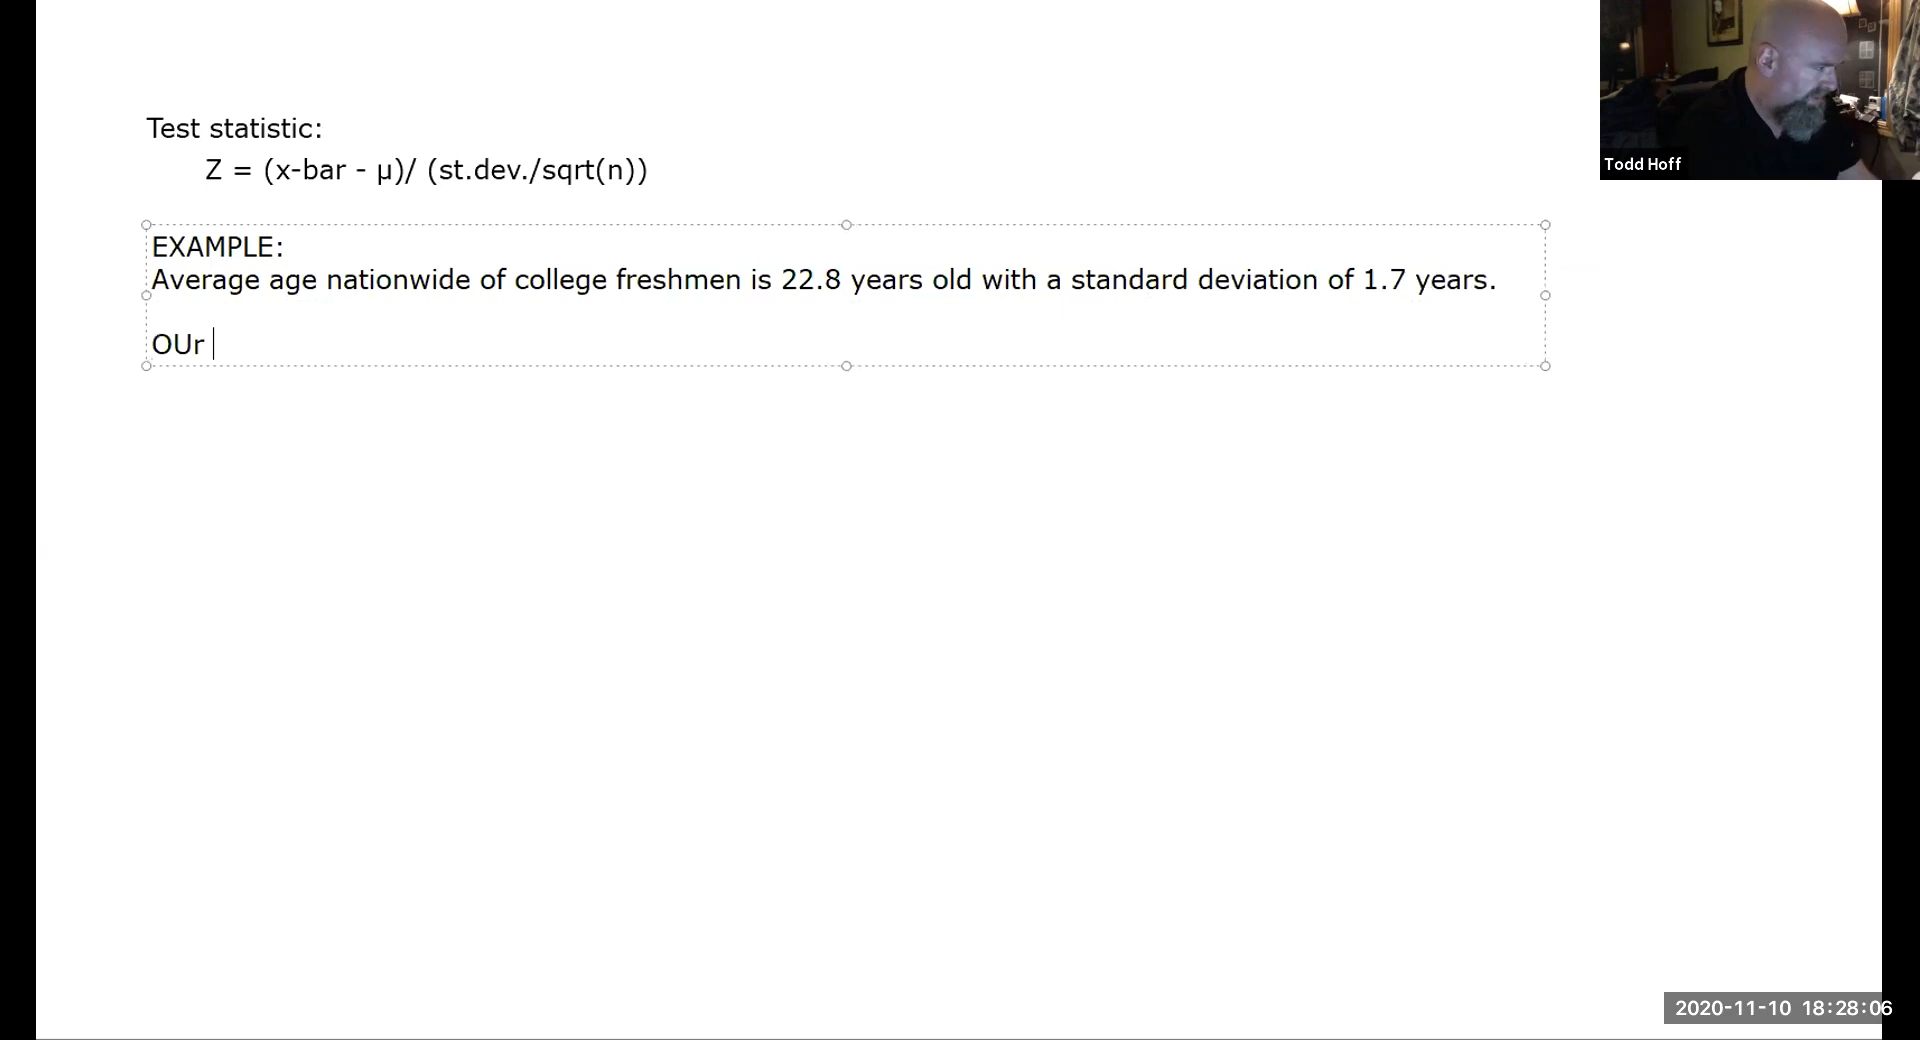 Test statistic:
Z = (x-bar - µ)/ (st.dev./sqrt(n))
EXAMPLE:
Average age nationwide of college freshmen is 22.8 years old with a standard deviation of 1.7 years.
OUr
Todd Hoff
2020-11-10 18:28:06